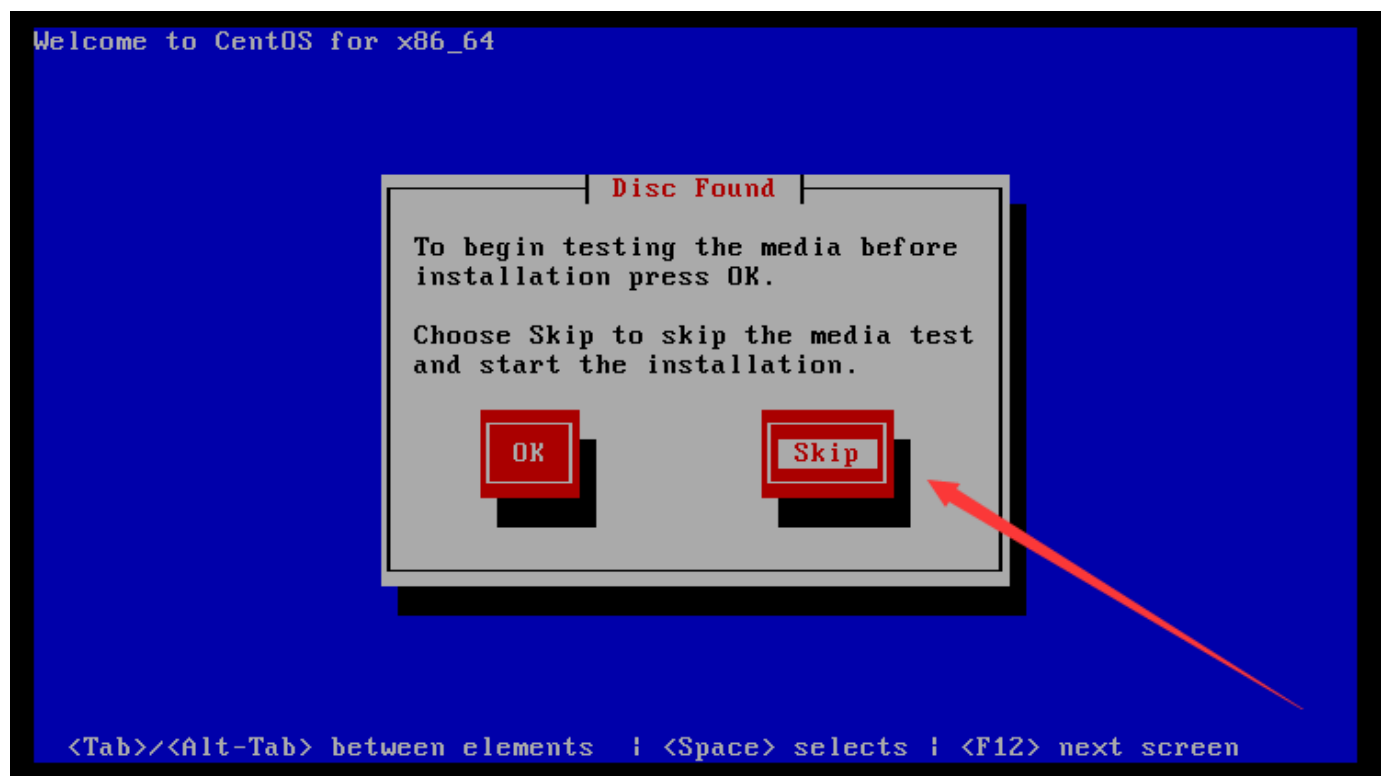 Welcome to CentOS for x86_64
Disc Found
To begin testing the media before
installation press OK.
Choose Skip to skip the media test
and start the installation.
OK Skip
<Tab>/<Alt-Tab> between elements | <Space> selects | <F12> next screen